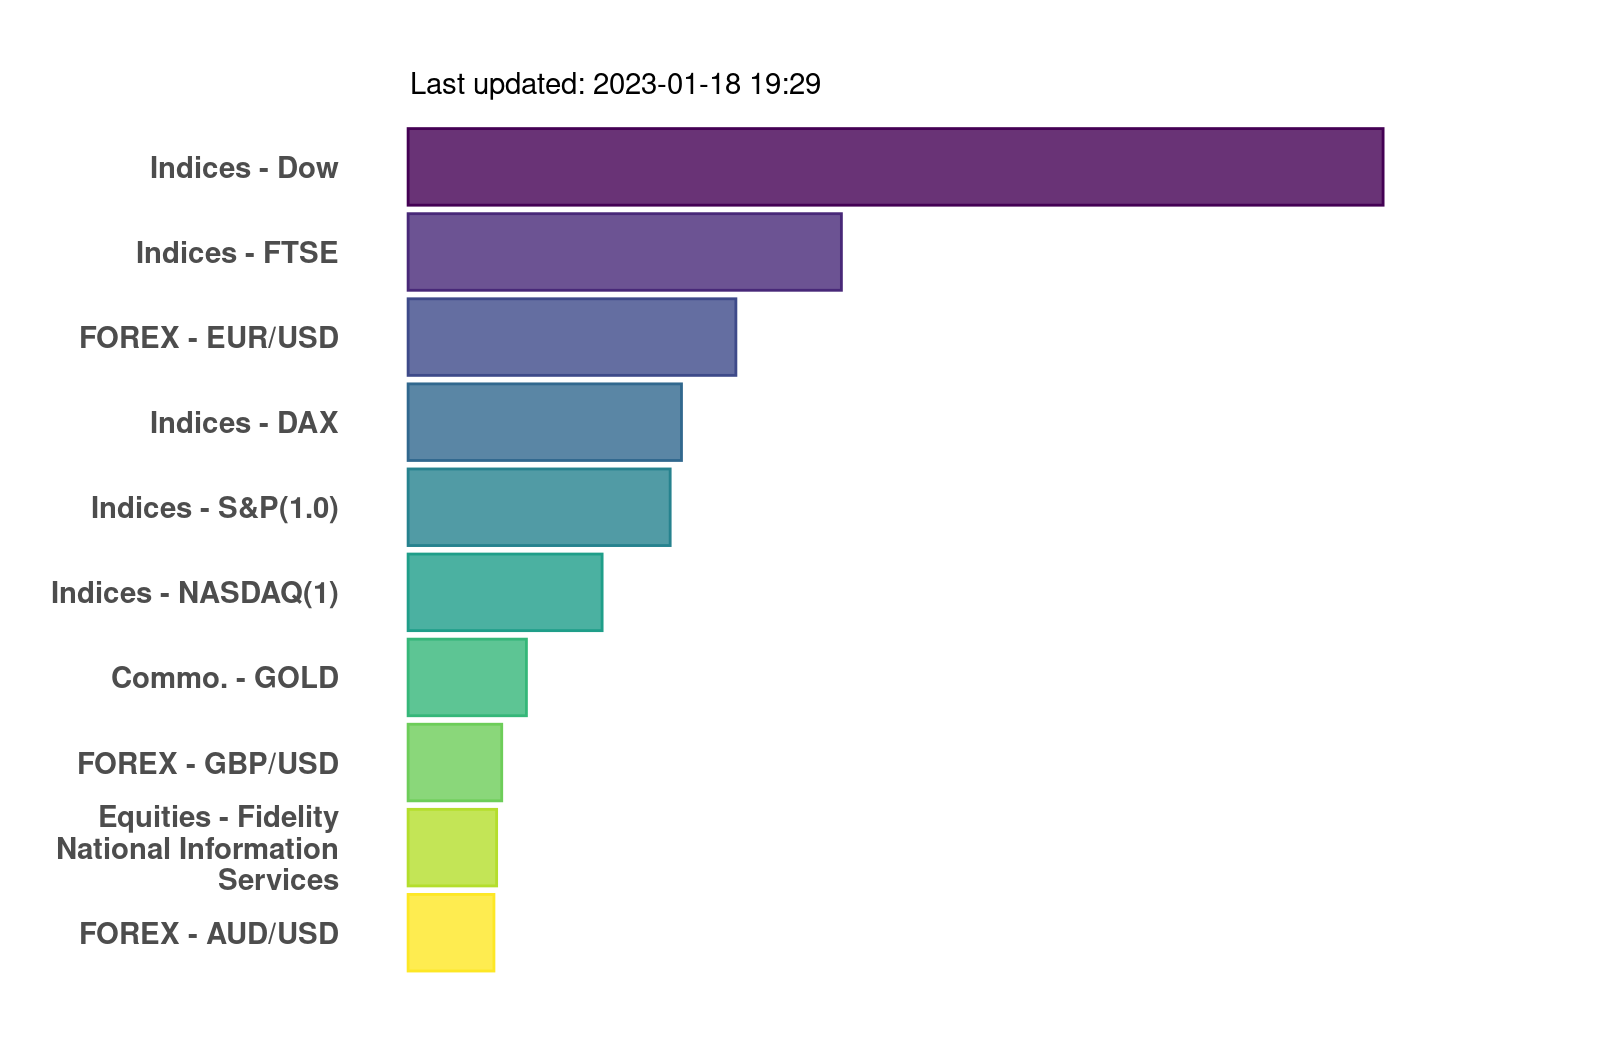 Last updated: 2023-01-18 19:29
Indices - Dow
Indices - FTSE
FOREX - EUR/USD
Indices - DAX
Indices - S&P(1.0)
Indices - NASDAQ(1)
Commo. - GOLD
FOREX - GBP/USD
Equities - Fidelity
National Information
Services
FOREX - AUD/USD